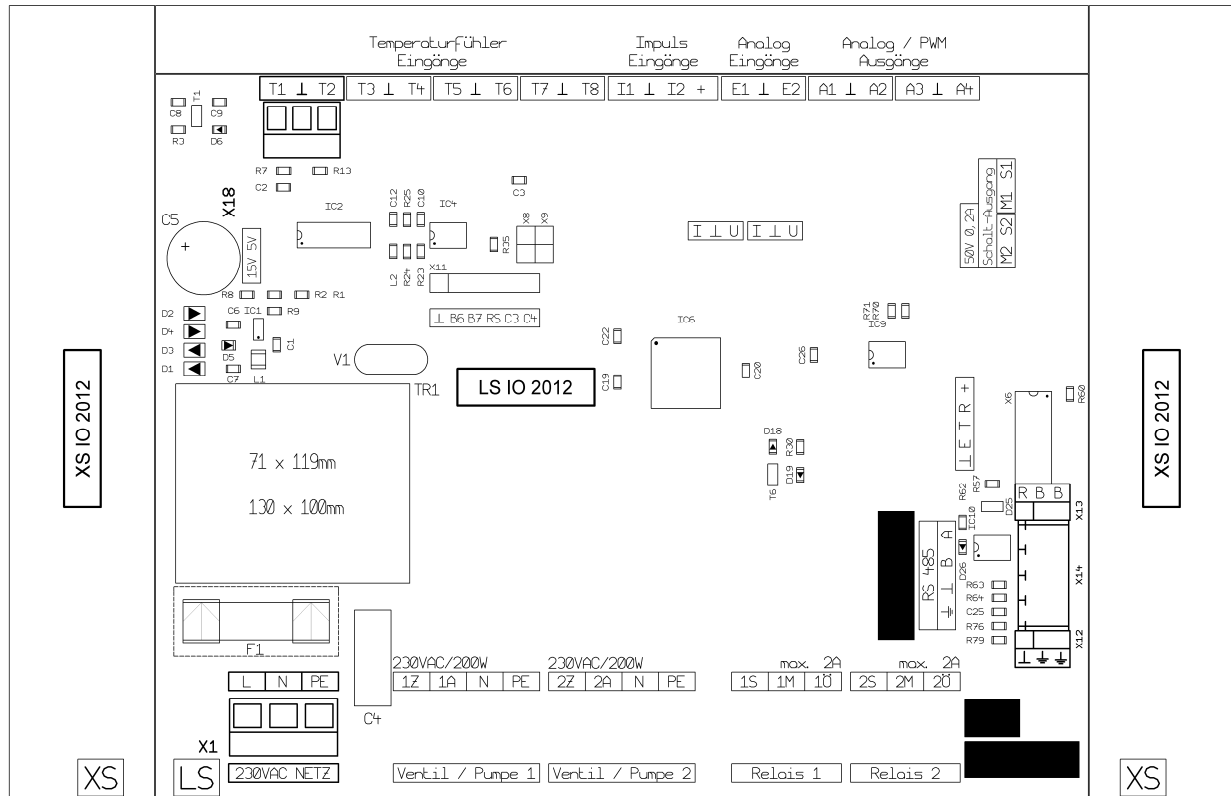 Temperaturfühler
Eingänge
Impuls
Eingänge
Analog
Eingänge
Analog / PWM
Ausgänge
T1 ⊥ T2
T3 ⊥ T4
T5 ⊥ T6
T7 ⊥ T8
I1 ⊥ I2 +
E1 ⊥ E2
A1 ⊥ A2
A3 ⊥ A4
C8
T1
C9
R3
D6
R7
R13
C2
X18
C5
+
15V 5V
IC2
C12
R25
C10
IC4
C3
X8
X9
R35
L2
R24
R23
X11
⊥ B6 B7 RS C3 C4
I ⊥ U
I ⊥ U
50V 0,2A
Schalt-Ausgang
M2 S2 M1 S1
R8
R2 R1
D2
C6
IC1
R9
D4
D3
D5
C1
D1
C7
L1
V1
TR1
C22
IC6
C19
C20
C26
R71
R70
IC9
XS IO 2012
LS IO 2012
XS IO 2012
71 x 119mm
130 x 100mm
D18
R30
D19
T6
⊥ E T R +
X6
R60
R57
R62
D25
IC10
D26
R B B
X13
X14
X12
RS 485
⏚ ⊥ B A
R63
R64
C25
R76
R79
⊥ ⏚ ⏚
F1
C4
230VAC/200W
230VAC/200W
max. 2A
max. 2A
L N PE
1Z 1A N PE
2Z 2A N PE
1S 1M 1Ö
2S 2M 2Ö
X1
XS
LS
230VAC NETZ
Ventil / Pumpe 1
Ventil / Pumpe 2
Relais 1
Relais 2
XS